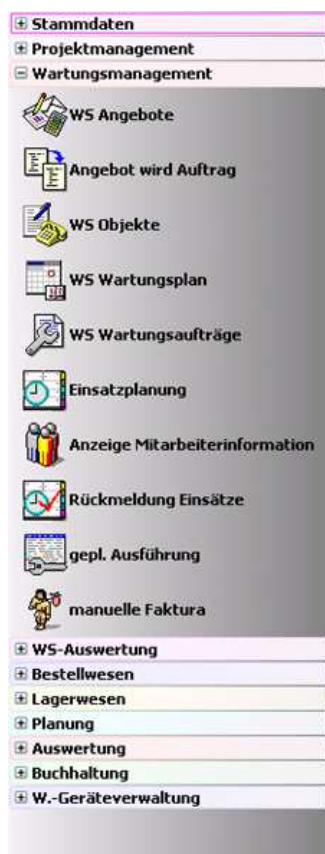 Stammdaten
Projektmanagement
Wartungsmanagement
WS Angebote
Angebot wird Auftrag
WS Objekte
WS Wartungsplan
WS Wartungsaufträge
Einsatzplanung
Anzeige Mitarbeiterinformation
Rückmeldung Einsätze
gepl. Ausführung
manuelle Faktura
WS-Auswertung
Bestellwesen
Lagerwesen
Planung
Auswertung
Buchhaltung
W.-Geräteverwaltung